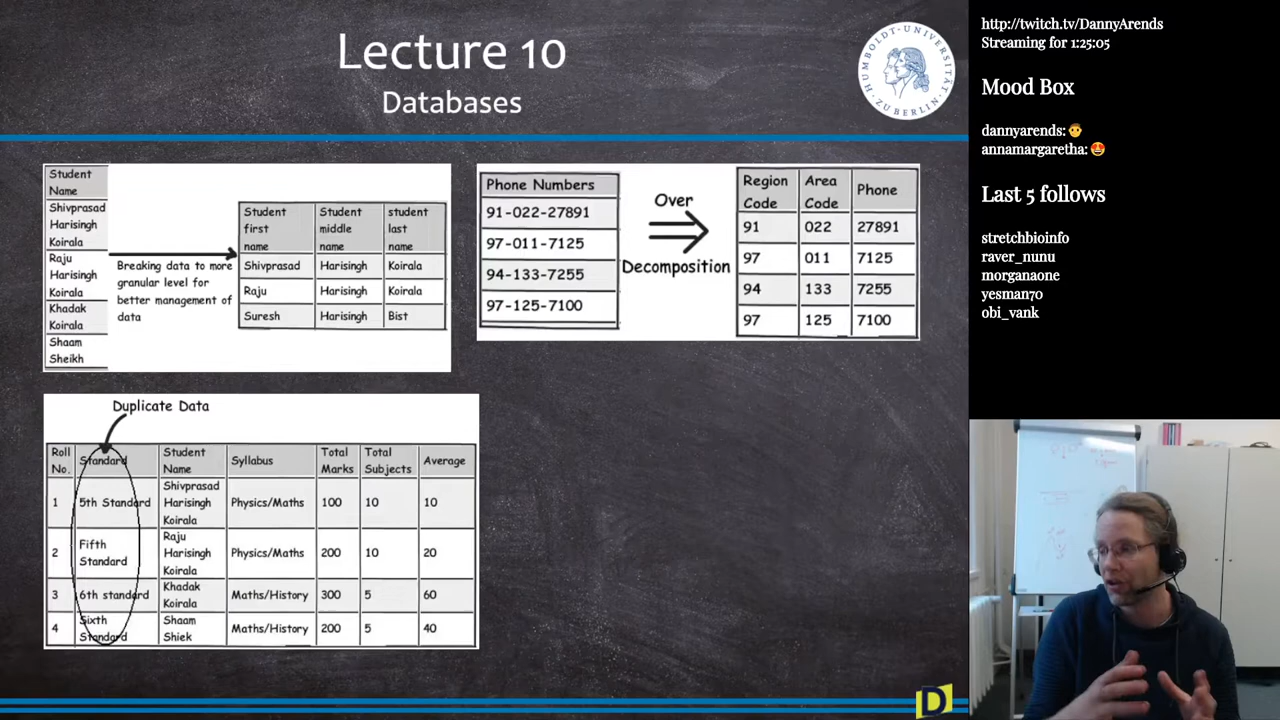 Lecture 10
Databases
HUMBOLDT-UNIVERSITÄT
ZU BERLIN
Student
Name
Shivprasad
Harisingh
Koirala
Raju
Harisingh
Koirala
Khadak
Koirala
Shaam
Sheikh
Breaking data to more
granular level for
better management of
data
Student first name | Student middle name | student last name
Shivprasad Harisingh Koirala
Raju Harisingh Koirala
Suresh Harisingh Bist
Phone Numbers
91-022-27891
97-011-7125
94-133-7255
97-125-7100
Over
Decomposition
Region Code | Area Code | Phone
91 022 27891
97 011 7125
94 133 7255
97 125 7100
Duplicate Data
Roll No. | Standard | Student Name | Syllabus | Total Marks | Total Subjects | Average
1 5th Standard Shivprasad Harisingh Koirala Physics/Maths 100 10 10
2 Fifth Standard Raju Harisingh Koirala Physics/Maths 200 10 20
3 6th standard Khadak Koirala Maths/History 300 5 60
4 Sixth Standard Shaam Shiek Maths/History 200 5 40
D
http://twitch.tv/DannyArends
Streaming for 1:25:05
Mood Box
dannyarends:
annamargaretha:
Last 5 follows
stretchbioinfo
raver_nunu
morganaone
yesman70
obi_vank